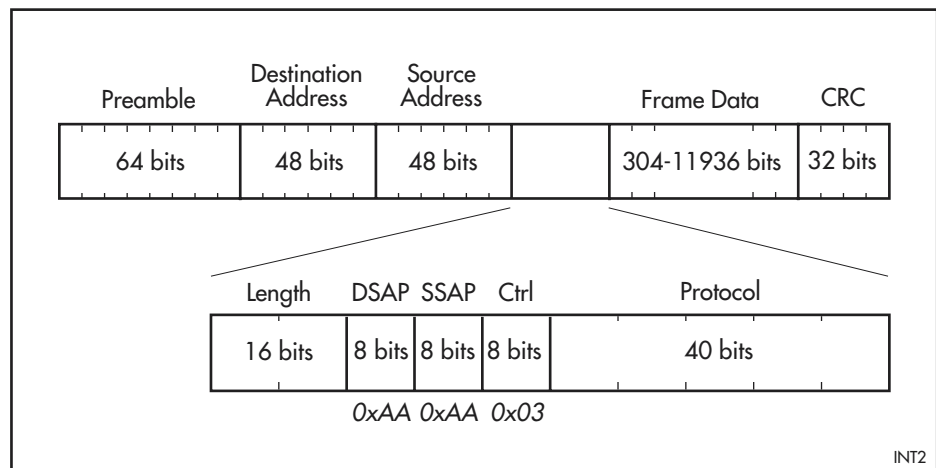 Preamble Destination Address Source Address Frame Data CRC
64 bits 48 bits 48 bits 304-11936 bits 32 bits
Length DSAP SSAP Ctrl Protocol
16 bits 8 bits 8 bits 8 bits 40 bits
0xAA 0xAA 0x03
INT2